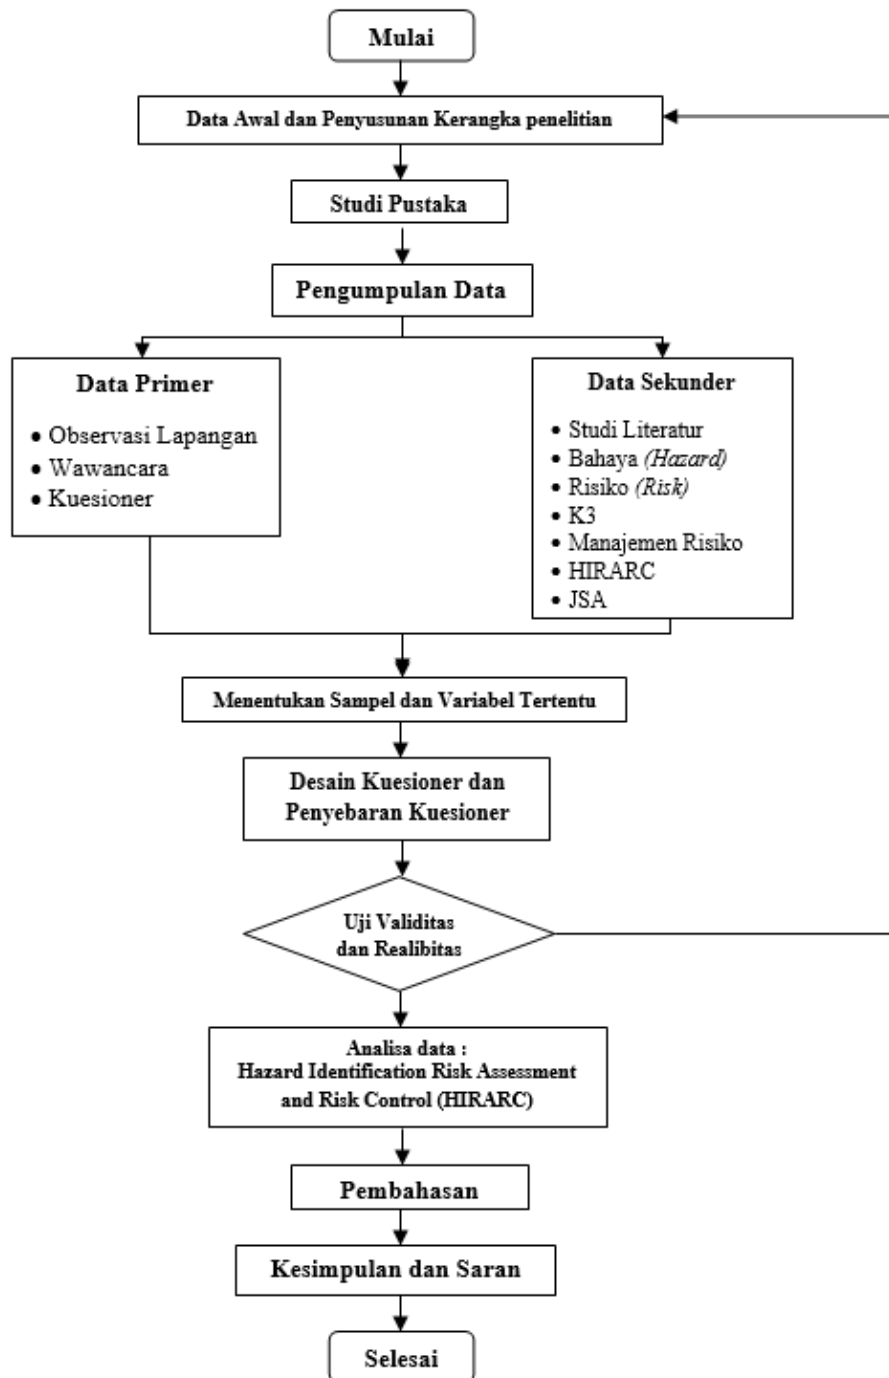 Mulai
Data Awal dan Penyusunan Kerangka penelitian
Studi Pustaka
Pengumpulan Data
Data Primer
• Observasi Lapangan
• Wawancara
• Kuesioner
Data Sekunder
• Studi Literatur
• Bahaya (Hazard)
• Risiko (Risk)
• K3
• Manajemen Risiko
• HIRARC
• JSA
Menentukan Sampel dan Variabel Tertentu
Desain Kuesioner dan
Penyebaran Kuesioner
Uji Validitas
dan Realibitas
Analisa data :
Hazard Identification Risk Assessment
and Risk Control (HIRARC)
Pembahasan
Kesimpulan dan Saran
Selesai